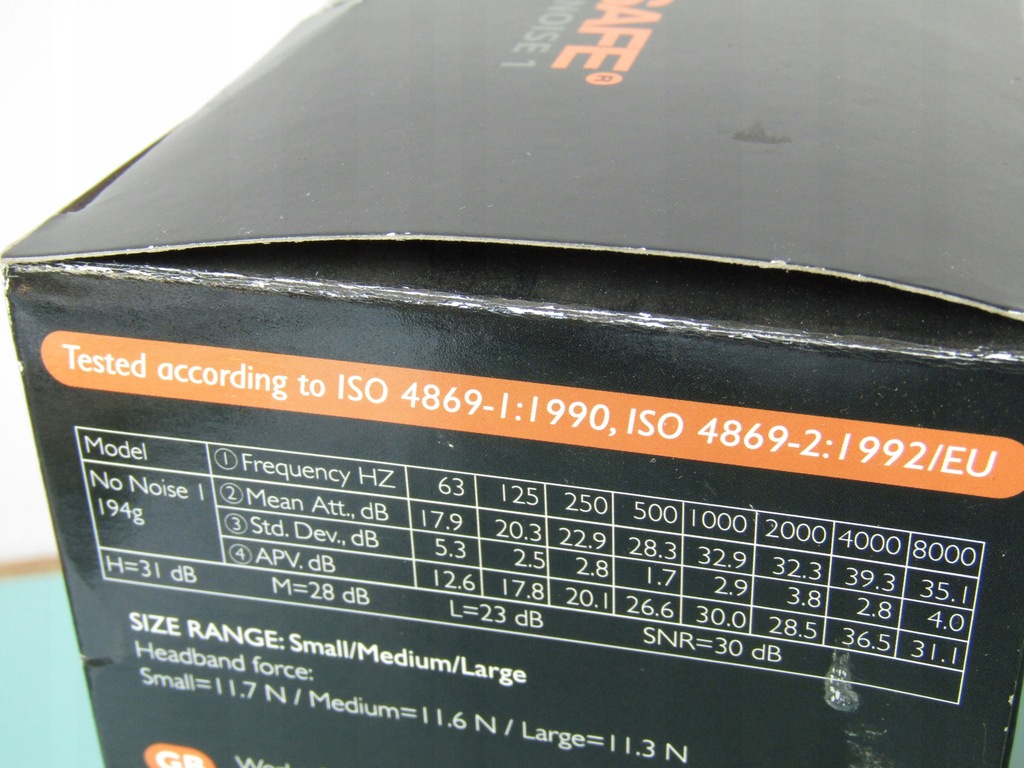 SAFE®
NOISE 1
Tested according to ISO 4869-1:1990, ISO 4869-2:1992/EU
Model ① Frequency HZ 63 125 250 500 1000 2000 4000 8000
No Noise 1 ② Mean Att., dB 17.9 20.3 22.9 28.3 32.9 32.3 39.3 35.1
194g ③ Std. Dev., dB 5.3 2.5 2.8 1.7 2.9 3.8 2.8 4.0
④ APV. dB 12.6 17.8 20.1 26.6 30.0 28.5 36.5 31.1
H=31 dB M=28 dB L=23 dB SNR=30 dB
SIZE RANGE: Small/Medium/Large
Headband force:
Small=11.7 N / Medium=11.6 N / Large=11.3 N
GB